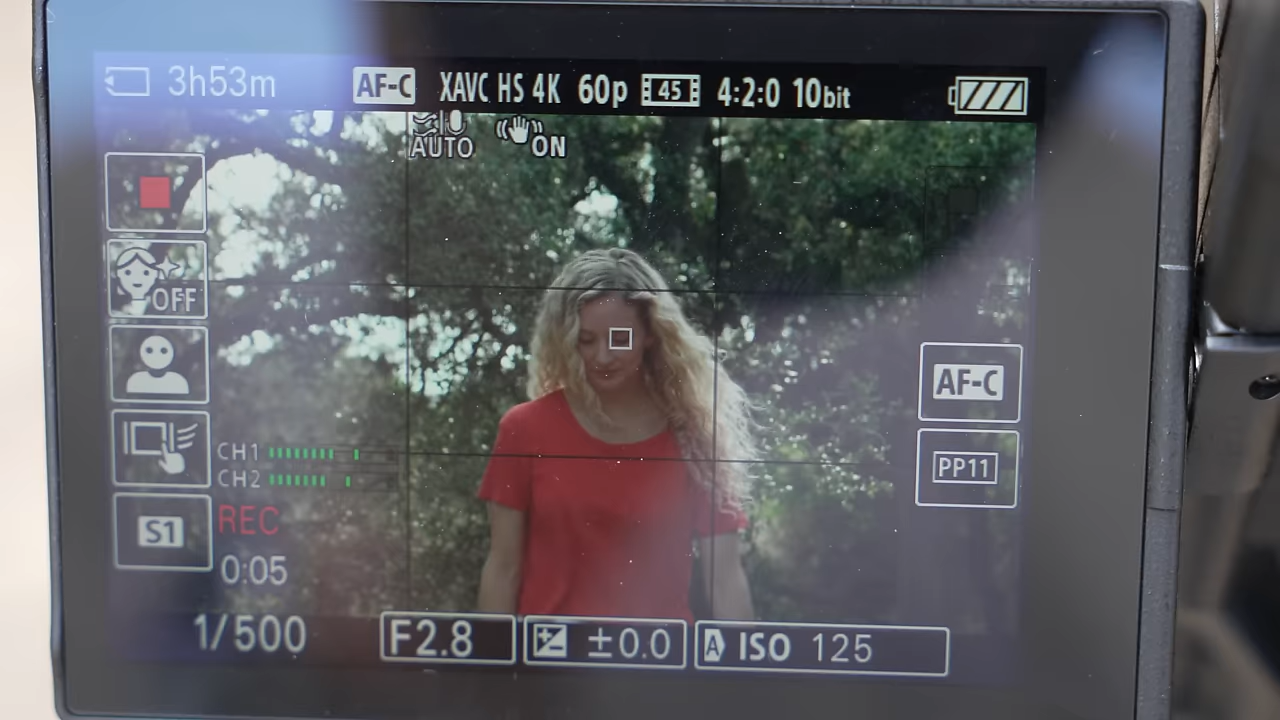 3h53m AF-C XAVC HS 4K 60p 45 4:2:0 10bit
AUTO ON
OFF
AF-C
CH1
CH2
PP11
S1 REC
0:05
1/500 F2.8 ±0.0 A ISO 125